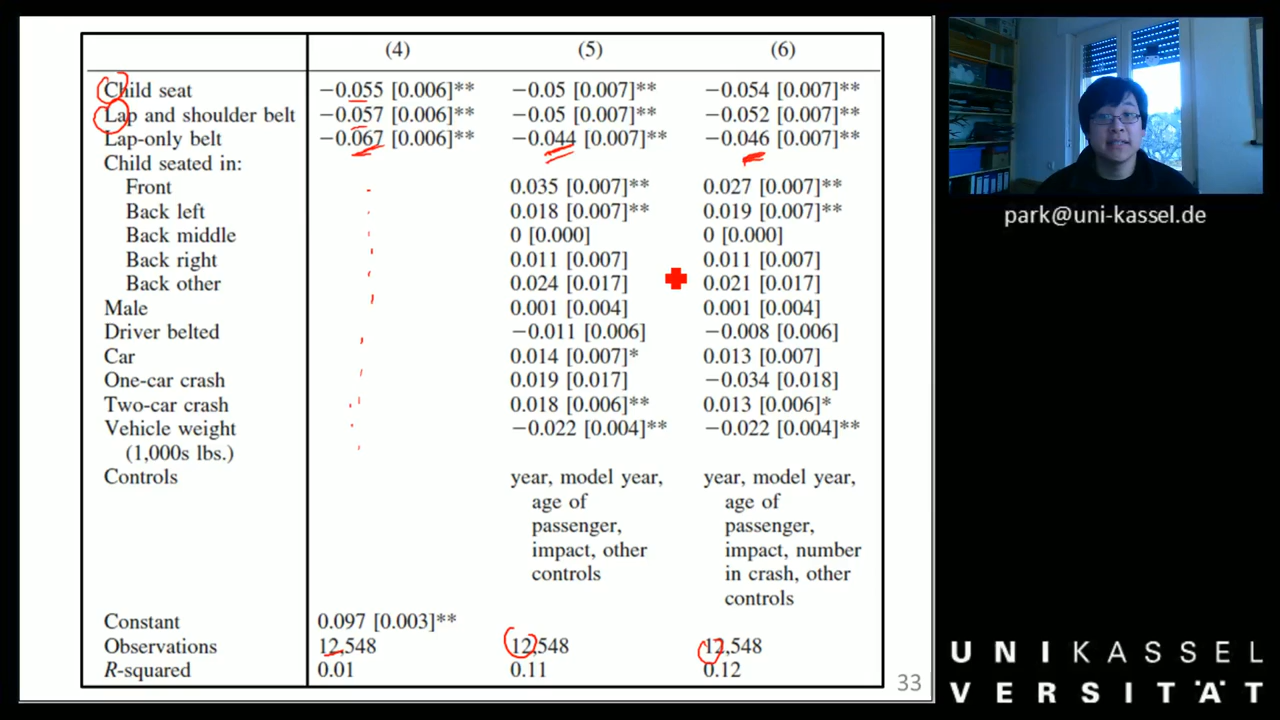 (4) (5) (6)
Child seat −0.055 [0.006]** −0.05 [0.007]** −0.054 [0.007]**
Lap and shoulder belt −0.057 [0.006]** −0.05 [0.007]** −0.052 [0.007]**
Lap-only belt −0.067 [0.006]** −0.044 [0.007]** −0.046 [0.007]**
Child seated in:
Front 0.035 [0.007]** 0.027 [0.007]**
Back left 0.018 [0.007]** 0.019 [0.007]**
Back middle 0 [0.000] 0 [0.000]
Back right 0.011 [0.007] 0.011 [0.007]
Back other 0.024 [0.017] 0.021 [0.017]
Male 0.001 [0.004] 0.001 [0.004]
Driver belted −0.011 [0.006] −0.008 [0.006]
Car 0.014 [0.007]* 0.013 [0.007]
One-car crash 0.019 [0.017] −0.034 [0.018]
Two-car crash 0.018 [0.006]** 0.013 [0.006]*
Vehicle weight −0.022 [0.004]** −0.022 [0.004]**
(1,000s lbs.)
Controls year, model year, year, model year,
age of age of
passenger, passenger,
impact, other impact, number
controls in crash, other
controls
Constant 0.097 [0.003]**
Observations 12,548 12,548 12,548
R-squared 0.01 0.11 0.12
33
park@uni-kassel.de
UNIKASSEL
VERSITÄT